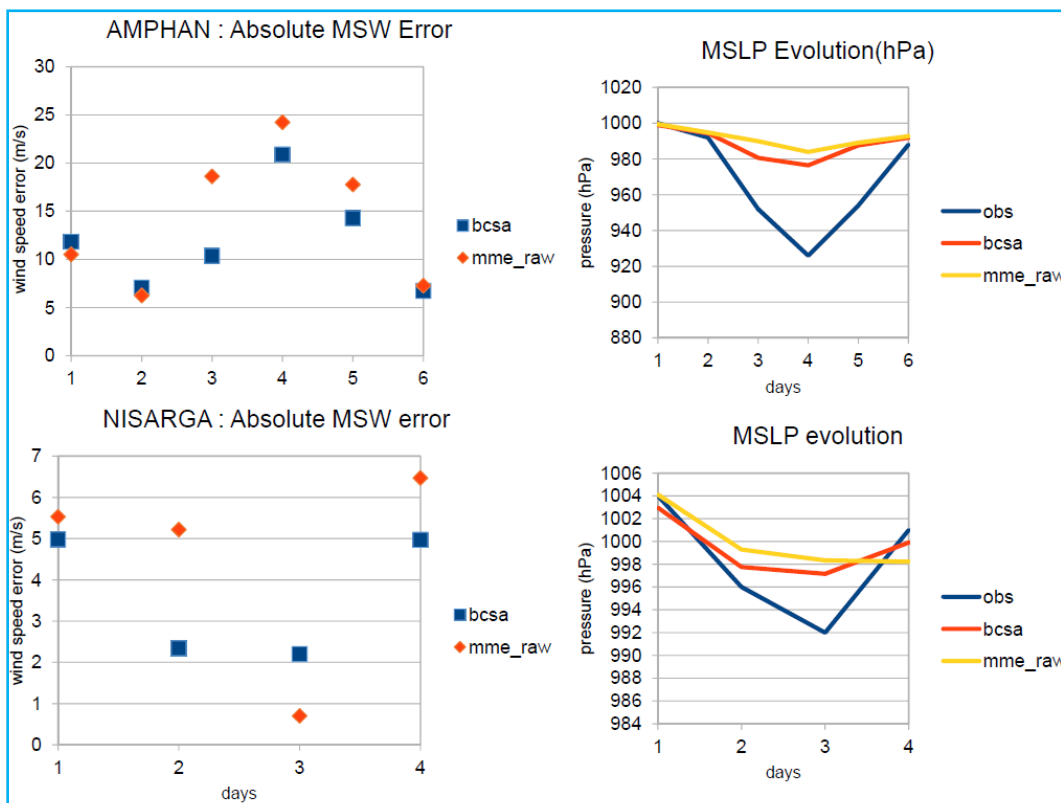 AMPHAN : Absolute MSW Error
wind speed error (m/s)
30
25
20
15
10
5
0
1 2 3 4 5 6
bcsa
mme_raw
MSLP Evolution(hPa)
pressure (hPa)
1020
1000
980
960
940
920
900
880
1 2 3 4 5 6
days
obs
bcsa
mme_raw
NISARGA : Absolute MSW error
wind speed error (m/s)
7
6
5
4
3
2
1
0
1 2 3 4
days
bcsa
mme_raw
MSLP evolution
pressure (hPa)
1006
1004
1002
1000
998
996
994
992
990
988
986
984
1 2 3 4
days
obs
bcsa
mme_raw